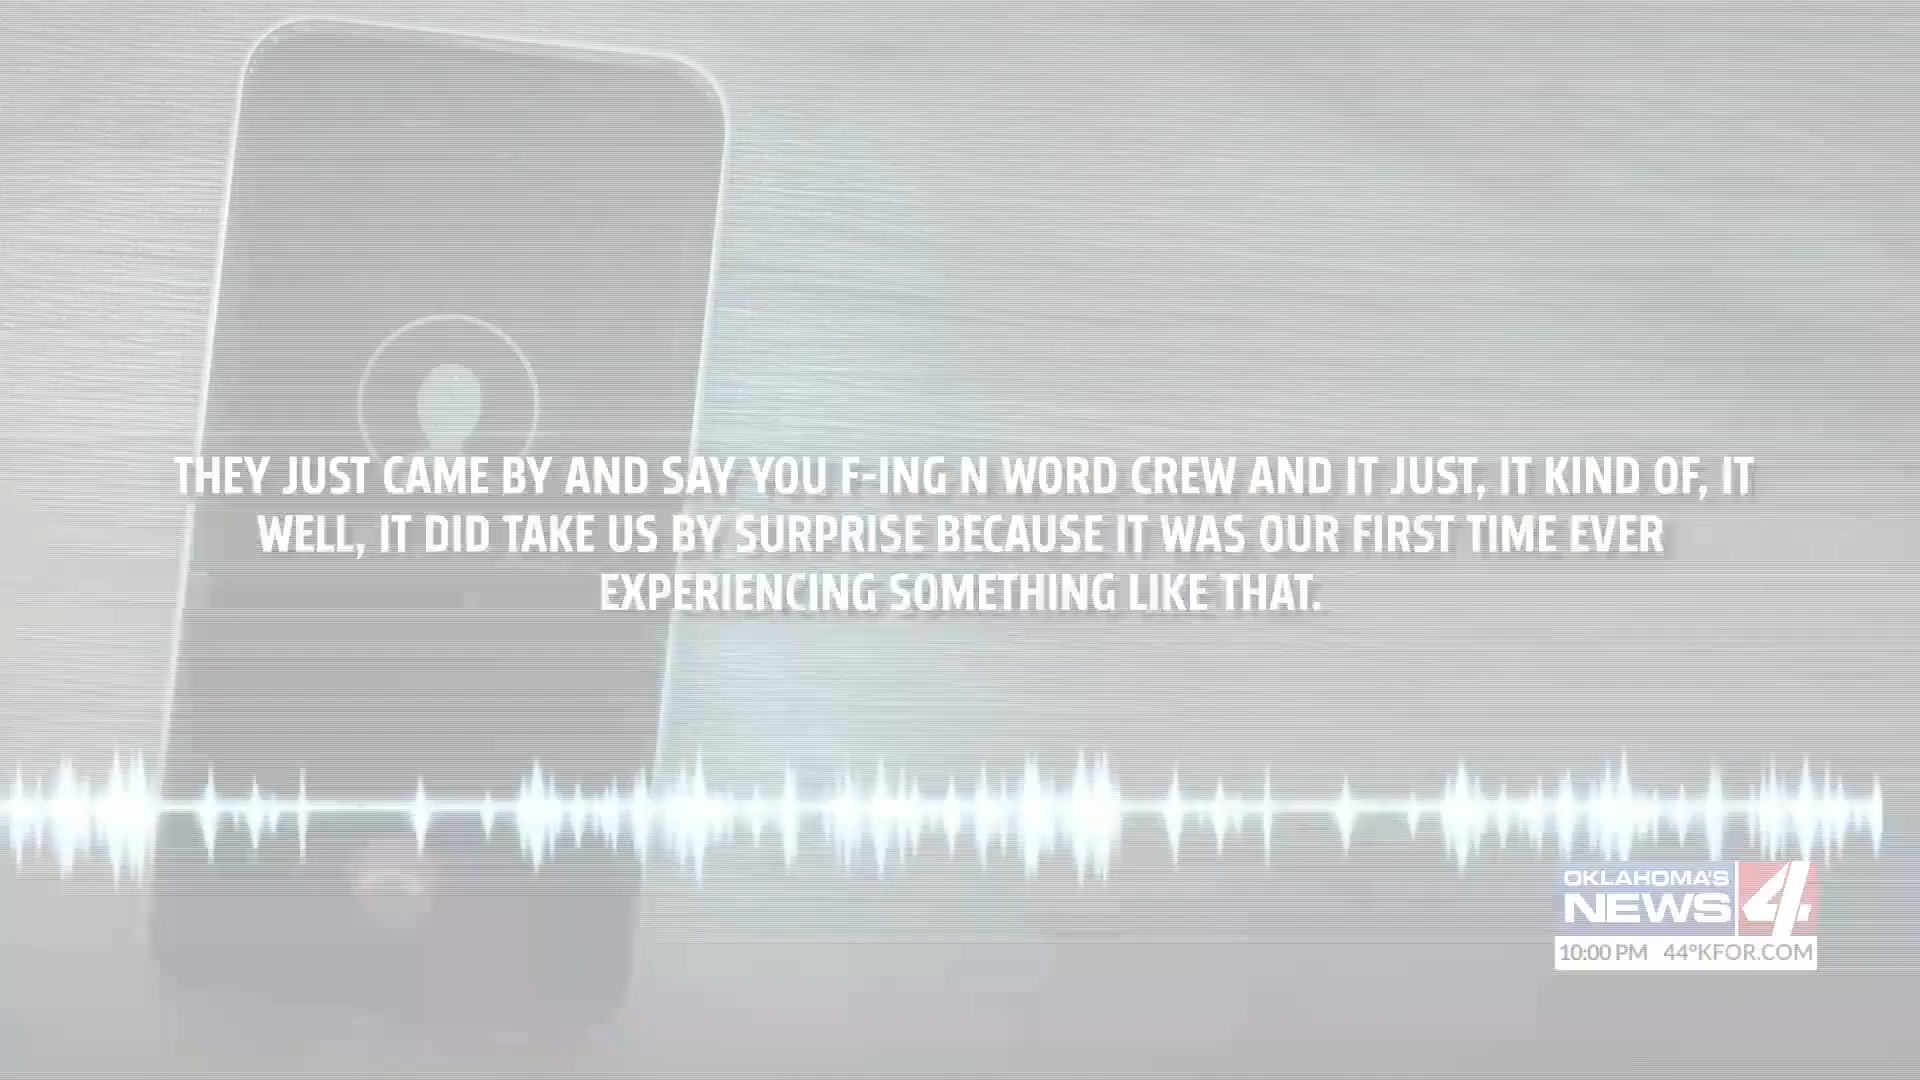 THEY JUST CAME BY AND SAY YOU F-ING N WORD CREW AND IT JUST, IT KIND OF, IT
WELL, IT DID TAKE US BY SURPRISE BECAUSE IT WAS OUR FIRST TIME EVER
EXPERIENCING SOMETHING LIKE THAT.
OKLAHOMA'S
NEWS 4
10:00 PM 44°KFOR.COM